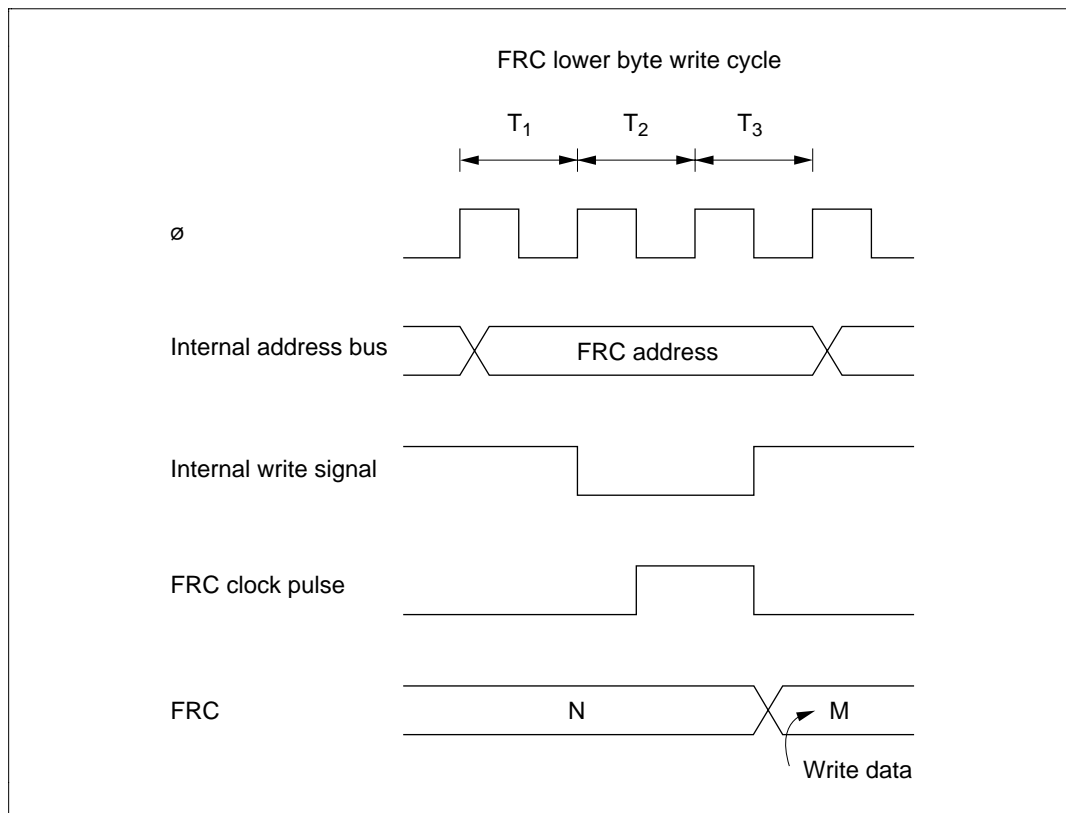 FRC lower byte write cycle
T1 T2 T3
ø
Internal address bus FRC address
Internal write signal
FRC clock pulse
FRC N M
Write data